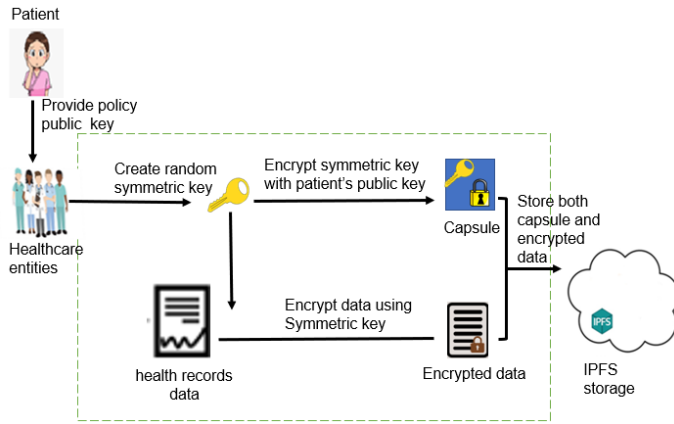 Patient
Provide policy
public key
Create random
symmetric key
Encrypt symmetric key
with patient's public key
Capsule
Store both
capsule and
encrypted
data
Healthcare
entities
Encrypt data using
Symmetric key
health records
data
Encrypted data
IPFS
IPFS
storage